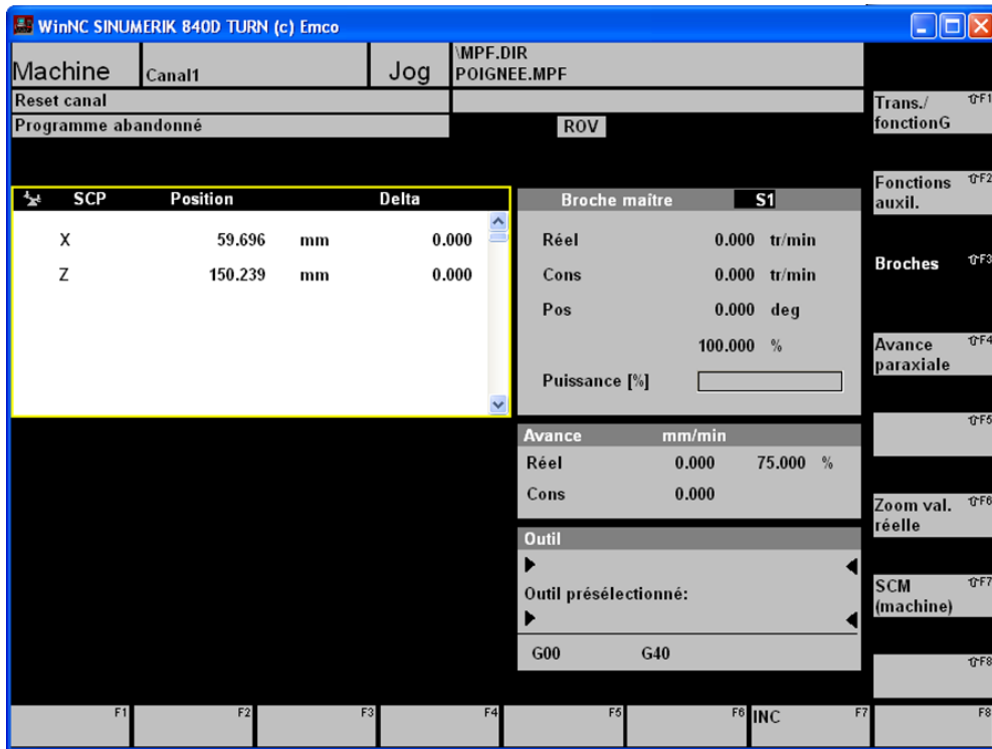 WinNC SINUMERIK 840D TURN (c) Emco
Machine Canal1 Jog \MPF.DIR
POIGNEE.MPF
Reset canal
Programme abandonné ROV
SCP Position Delta
X 59.696 mm 0.000
Z 150.239 mm 0.000
Broche maître S1
Réel 0.000 tr/min
Cons 0.000 tr/min
Pos 0.000 deg
100.000 %
Puissance [%]
Avance mm/min
Réel 0.000 75.000 %
Cons 0.000
Outil
Outil présélectionné:
G00 G40
Trans./ ⇧F1
fonctionG
Fonctions ⇧F2
auxil.
Broches ⇧F3
Avance ⇧F4
paraxiale
⇧F5
Zoom val. ⇧F6
réelle
SCM ⇧F7
(machine)
⇧F8
F1 F2 F3 F4 F5 F6 INC F7 F8